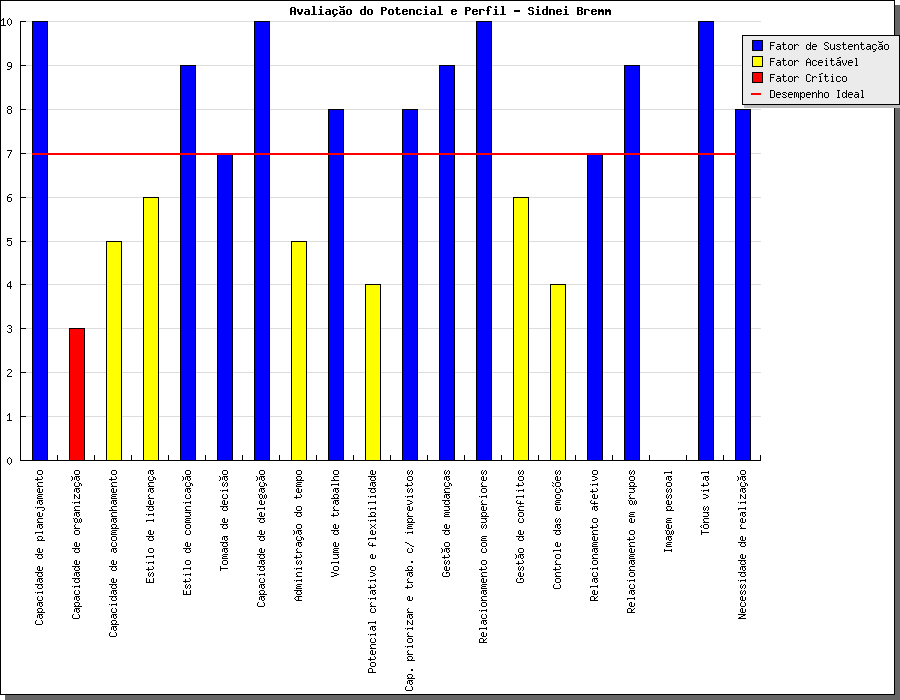 Avaliação do Potencial e Perfil - Sidnei Bremm
10
9
8
7
6
5
4
3
2
1
0
Fator de Sustentação
Fator Aceitável
Fator Crítico
Desempenho Ideal
Capacidade de planejamento
Capacidade de organização
Capacidade de acompanhamento
Estilo de liderança
Estilo de comunicação
Tomada de decisão
Capacidade de delegação
Administração do tempo
Volume de trabalho
Potencial criativo e flexibilidade
Cap. priorizar e trab. c/ imprevistos
Gestão de mudanças
Relacionamento com superiores
Gestão de conflitos
Controle das emoções
Relacionamento afetivo
Relacionamento em grupos
Imagem pessoal
Tônus vital
Necessidade de realização